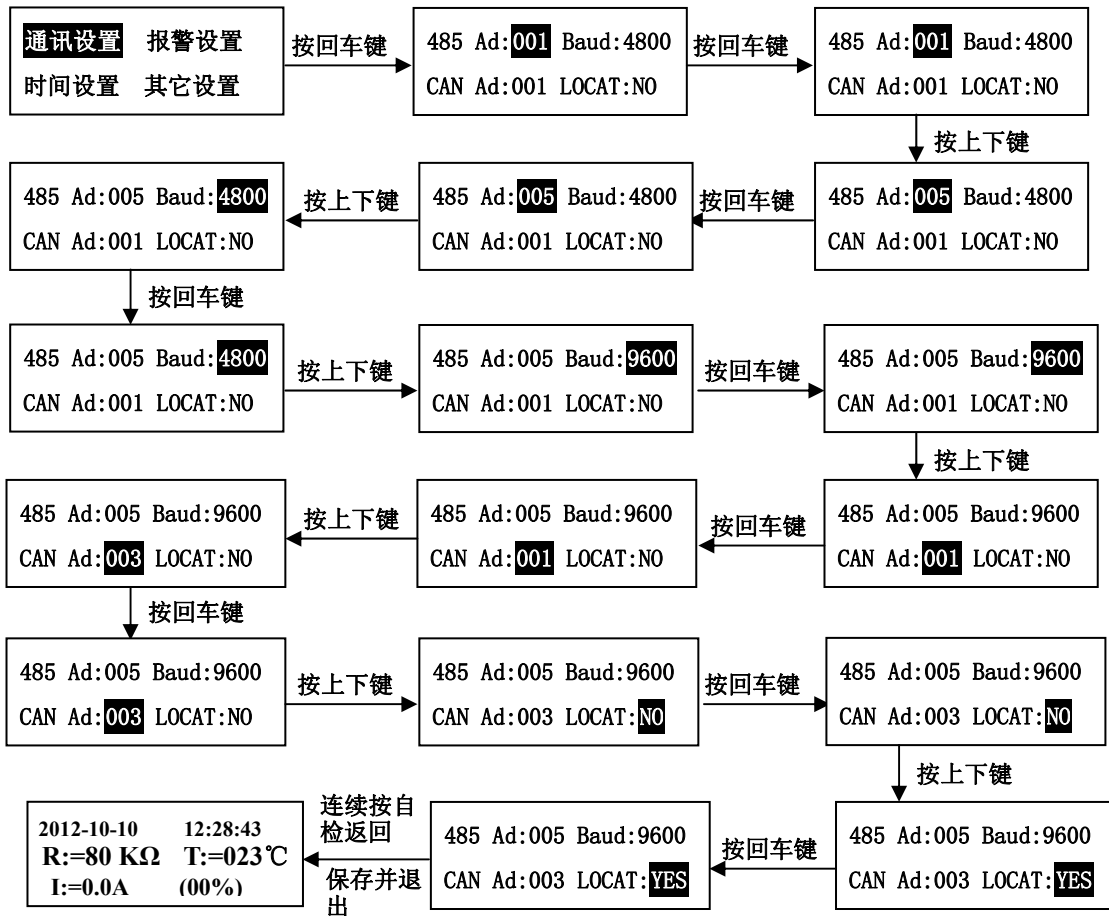 通讯设置 报警设置
时间设置 其它设置
按回车键
485 Ad:001 Baud:4800
CAN Ad:001 LOCAT:NO
按回车键
485 Ad:001 Baud:4800
CAN Ad:001 LOCAT:NO
按上下键
485 Ad:005 Baud:4800
CAN Ad:001 LOCAT:NO
按回车键
485 Ad:005 Baud:4800
CAN Ad:001 LOCAT:NO
按上下键
485 Ad:005 Baud:4800
CAN Ad:001 LOCAT:NO
按回车键
485 Ad:005 Baud:4800
CAN Ad:001 LOCAT:NO
按上下键
485 Ad:005 Baud:9600
CAN Ad:001 LOCAT:NO
按回车键
485 Ad:005 Baud:9600
CAN Ad:001 LOCAT:NO
按上下键
485 Ad:005 Baud:9600
CAN Ad:001 LOCAT:NO
按回车键
485 Ad:005 Baud:9600
CAN Ad:001 LOCAT:NO
按上下键
485 Ad:005 Baud:9600
CAN Ad:003 LOCAT:NO
按回车键
485 Ad:005 Baud:9600
CAN Ad:003 LOCAT:NO
按上下键
485 Ad:005 Baud:9600
CAN Ad:003 LOCAT:NO
按回车键
485 Ad:005 Baud:9600
CAN Ad:003 LOCAT:NO
按上下键
485 Ad:005 Baud:9600
CAN Ad:003 LOCAT:YES
按回车键
485 Ad:005 Baud:9600
CAN Ad:003 LOCAT:YES
连续按自
检返回
保存并退
出
2012-10-10 12:28:43
R:=80 KΩ T:=023℃
I:=0.0A (00%)